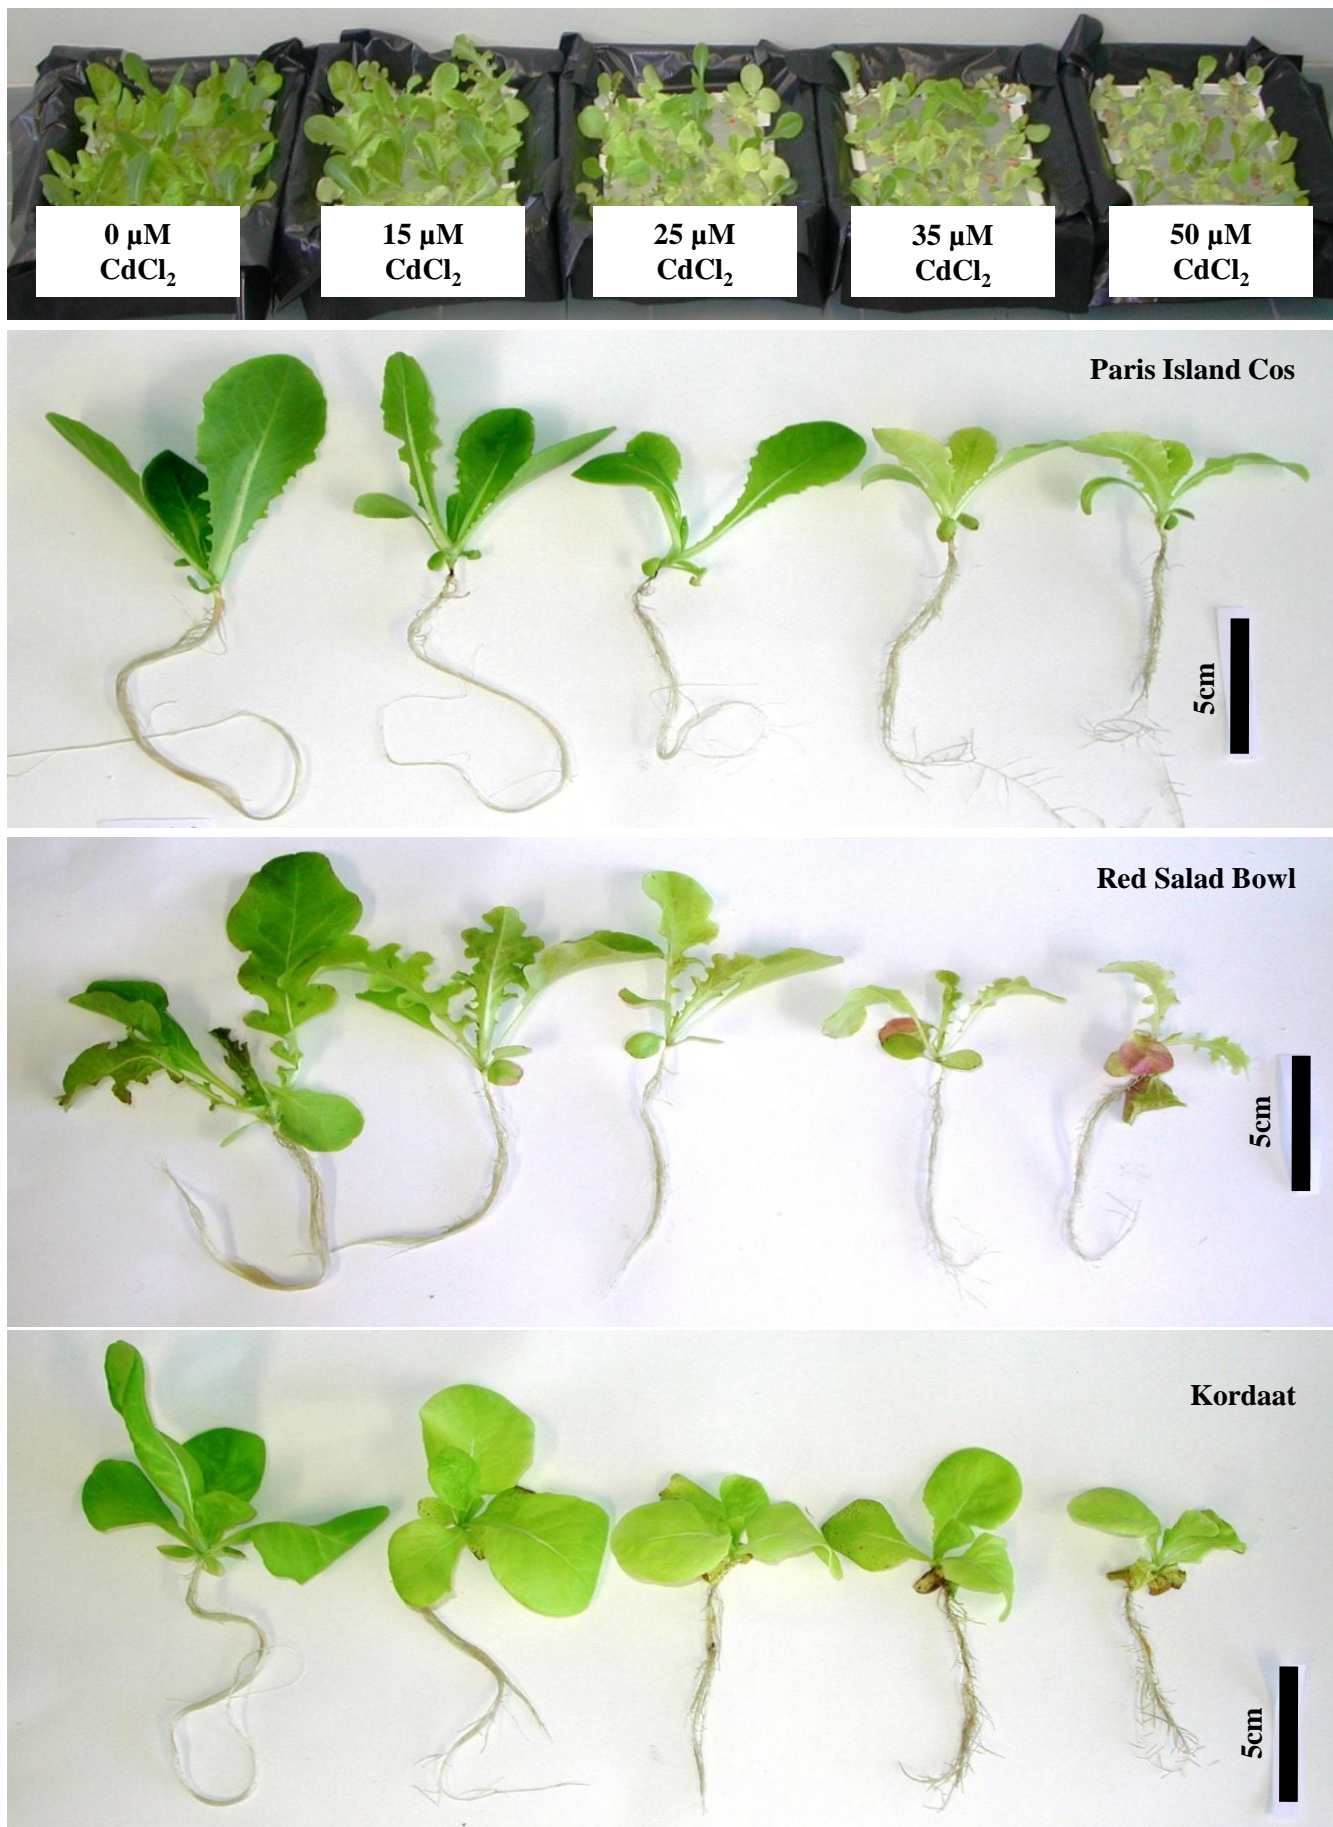 0 µM
CdCl₂
15 µM
CdCl₂
25 µM
CdCl₂
35 µM
CdCl₂
50 µM
CdCl₂
Paris Island Cos
5cm
Red Salad Bowl
5cm
Kordaat
5cm